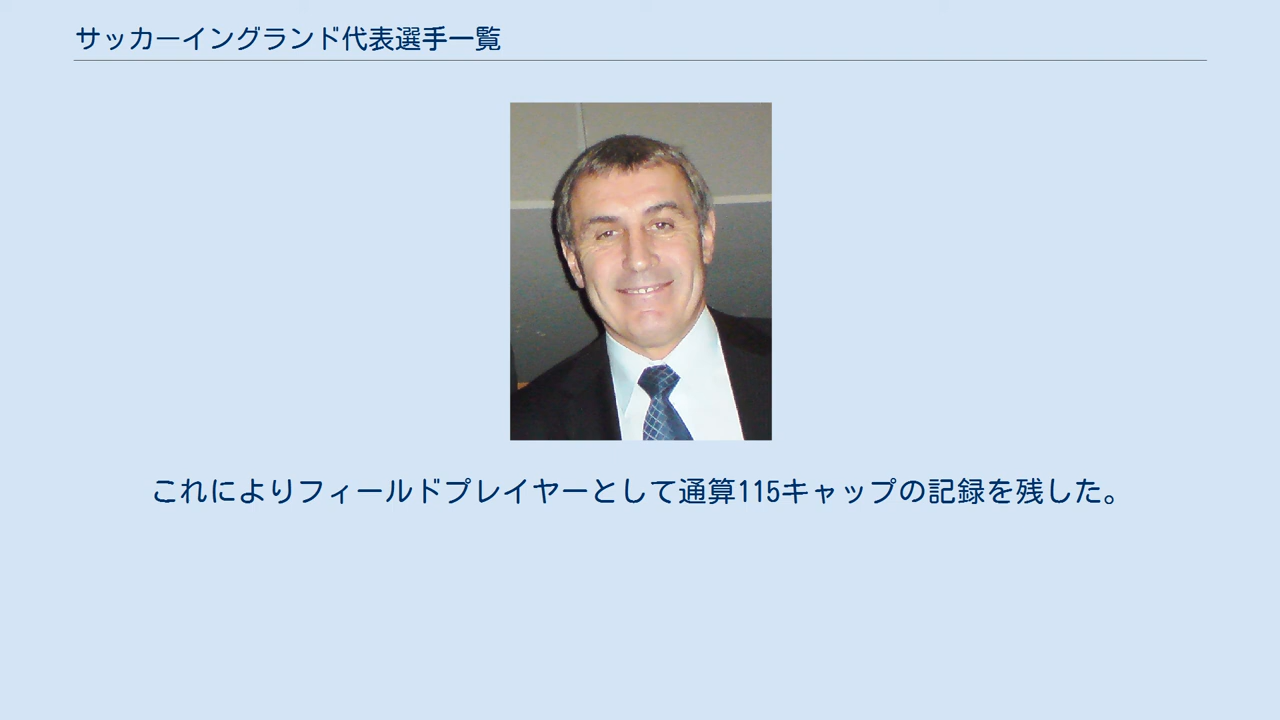 サッカーイングランド代表選手一覧
これによりフィールドプレイヤーとして通算115キャップの記録を残した。